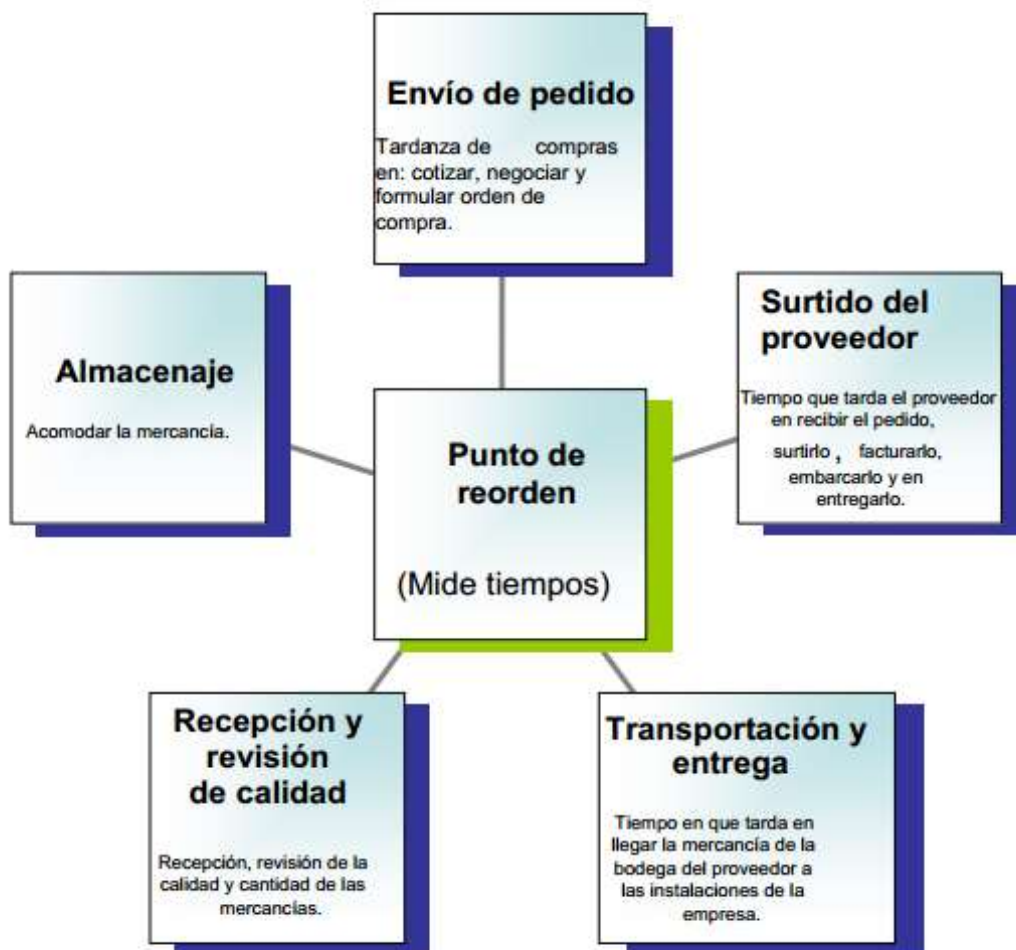 Envío de pedido
Tardanza de compras
en: cotizar, negociar y
formular orden de
compra.
Almacenaje
Acomodar la mercancía.
Surtido del
proveedor
Tiempo que tarda el proveedor
en recibir el pedido,
surtirlo , facturarlo,
embarcarlo y en
entregarlo.
Punto de
reorden
(Mide tiempos)
Recepción y
revisión
de calidad
Recepción, revisión de la
calidad y cantidad de las
mercancías.
Transportación y
entrega
Tiempo en que tarda en
llegar la mercancía de la
bodega del proveedor a
las instalaciones de la
empresa.